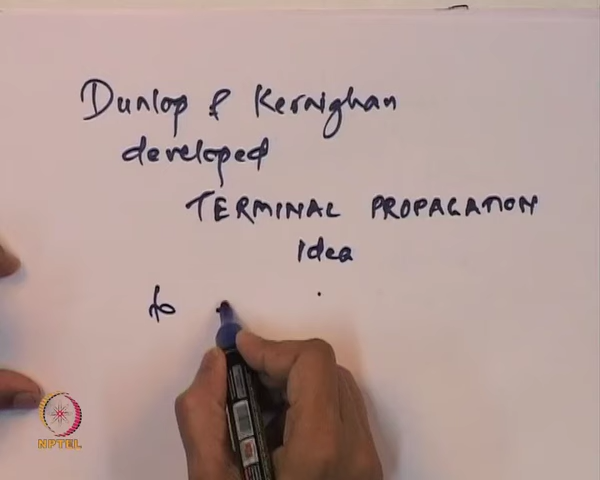 Dunlop & Kernighan
developed
TERMINAL PROPAGATION
Idea
to
NPTEL